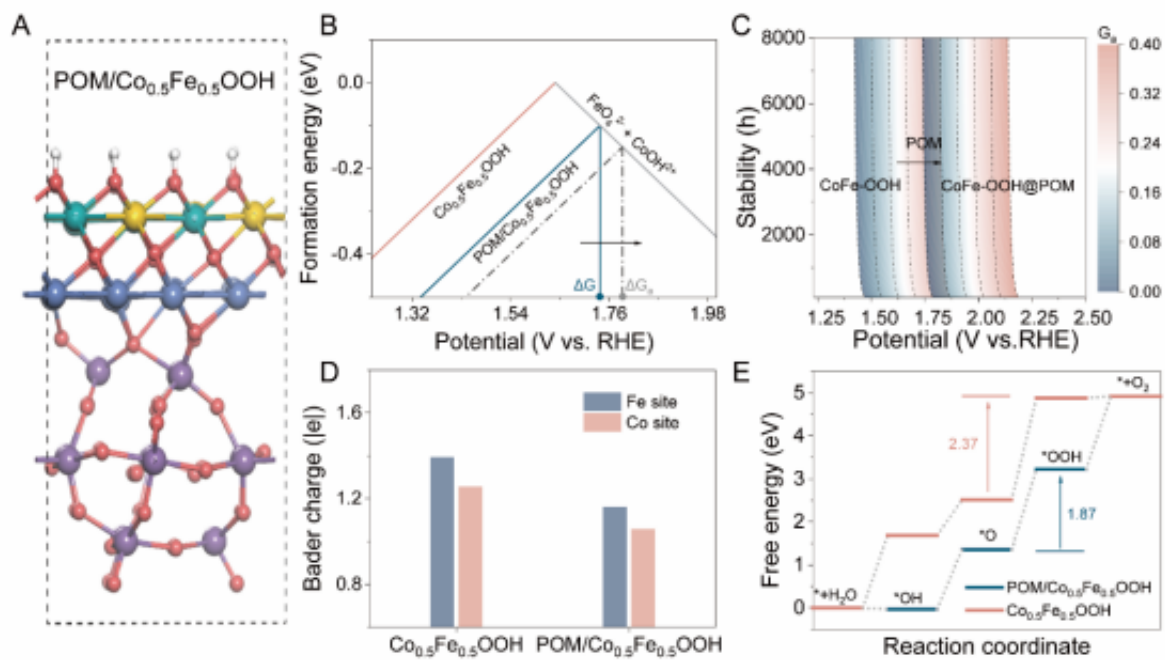 A
POM/Co0.5Fe0.5OOH
B
Formation energy (eV)
0.0
-0.2
-0.4
Co0.5Fe0.5OOH
POM/Co0.5Fe0.5OOH
FeO4-2 + CoOH2+
ΔG
ΔGa
1.32 1.54 1.76 1.98
Potential (V vs. RHE)
C
Stability (h)
8000
6000
4000
2000
POM
CoFe-OOH
CoFe-OOH@POM
1.25 1.50 1.75 2.00 2.25 2.50
Potential (V vs.RHE)
Ga
0.40
0.32
0.24
0.16
0.08
0.00
D
Bader charge (|e|)
1.6
1.2
0.8
Fe site
Co site
Co0.5Fe0.5OOH POM/Co0.5Fe0.5OOH
E
Free energy (eV)
5
4
3
2
1
0
*+H2O
*OH
*O
*OOH
*+O2
2.37
1.87
POM/Co0.5Fe0.5OOH
Co0.5Fe0.5OOH
Reaction coordinate